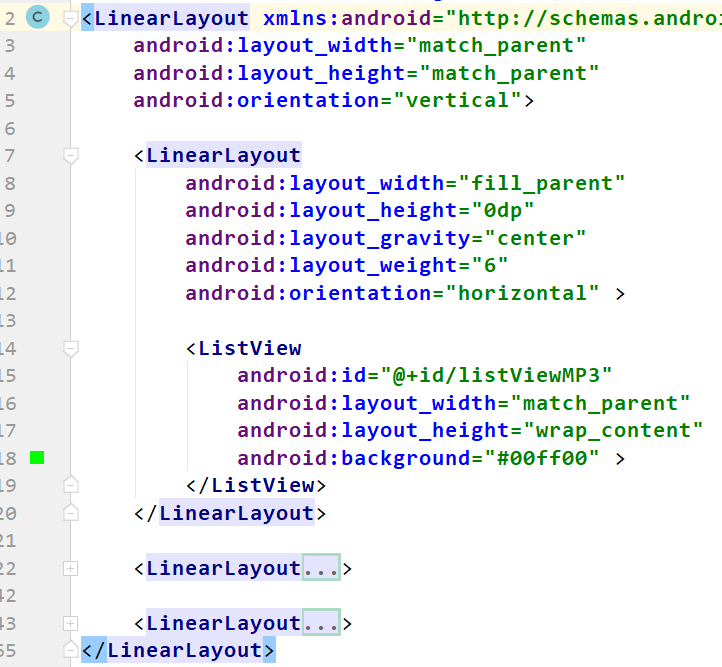 2 C <LinearLayout xmlns:android="http://schemas.androi
3 android:layout_width="match_parent"
4 android:layout_height="match_parent"
5 android:orientation="vertical">
6
7 <LinearLayout
8 android:layout_width="fill_parent"
9 android:layout_height="0dp"
10 android:layout_gravity="center"
11 android:layout_weight="6"
12 android:orientation="horizontal" >
13
14 <ListView
15 android:id="@+id/listViewMP3"
16 android:layout_width="match_parent"
17 android:layout_height="wrap_content"
18 android:background="#00ff00" >
19 </ListView>
20 </LinearLayout>
21
22 <LinearLayout...>
42
43 <LinearLayout...>
65 </LinearLayout>